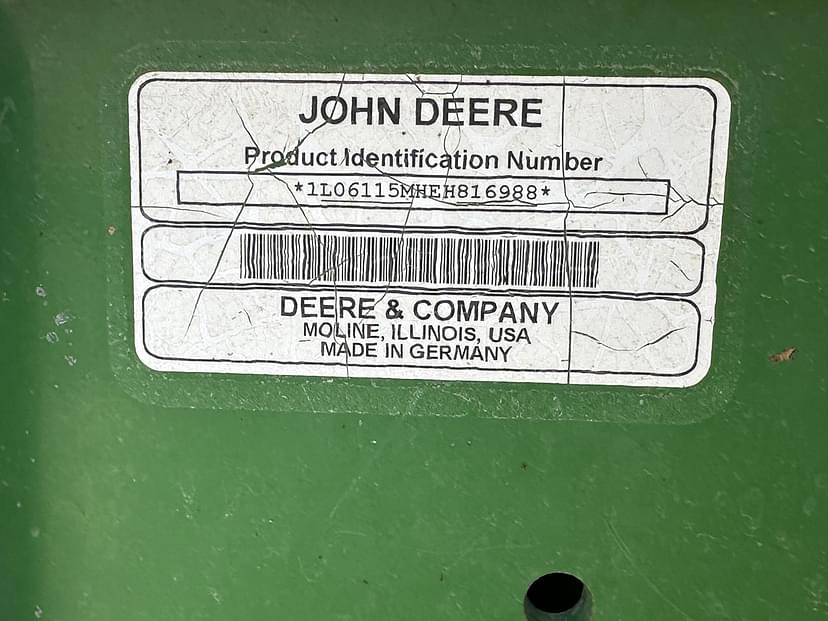 JOHN DEERE
Product Identification Number
*1L06115MHEH816988*
DEERE & COMPANY
MOLINE, ILLINOIS, USA
MADE IN GERMANY